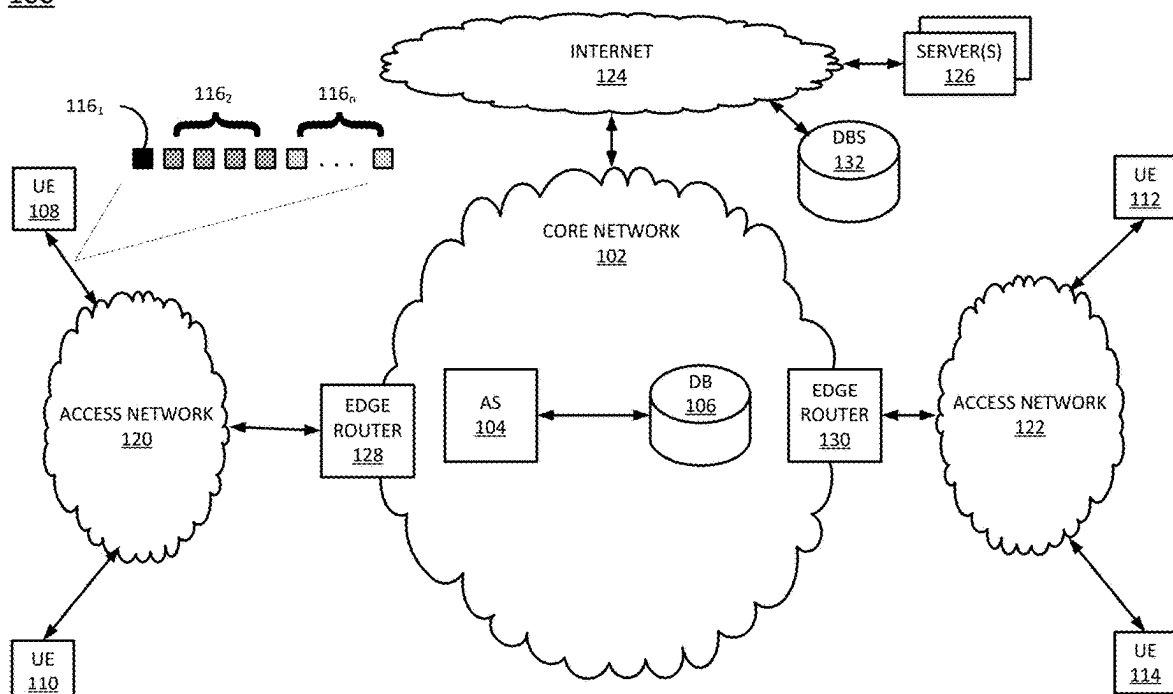 100
INTERNET
124
SERVER(S)
126
116₁
116₂
116ₙ
DBS
132
UE
108
UE
112
CORE NETWORK
102
. . .
ACCESS NETWORK
120
EDGE
ROUTER
128
AS
104
DB
106
EDGE
ROUTER
130
ACCESS NETWORK
122
UE
110
UE
114